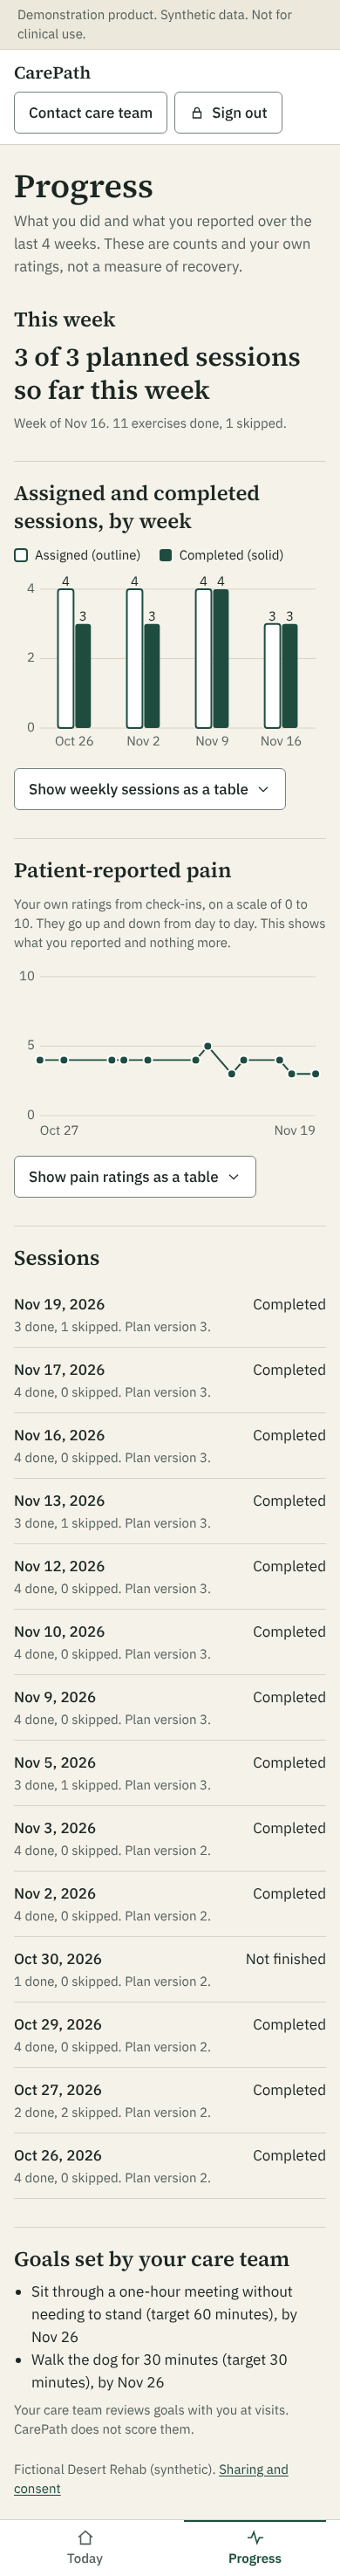 Demonstration product. Synthetic data. Not for
clinical use.
CarePath
Contact care team
Sign out
Progress
What you did and what you reported over the
last 4 weeks. These are counts and your own
ratings, not a measure of recovery.
This week
3 of 3 planned sessions
so far this week
Week of Nov 16. 11 exercises done, 1 skipped.
Assigned and completed
sessions, by week
Assigned (outline) Completed (solid)
4 4 4 4 4
3 3 3 3
2
0
Oct 26 Nov 2 Nov 9 Nov 16
Show weekly sessions as a table
Patient-reported pain
Your own ratings from check-ins, on a scale of 0 to
10. They go up and down from day to day. This shows
what you reported and nothing more.
10
5
0
Oct 27 Nov 19
Show pain ratings as a table
Sessions
Nov 19, 2026 Completed
3 done, 1 skipped. Plan version 3.
Nov 17, 2026 Completed
4 done, 0 skipped. Plan version 3.
Nov 16, 2026 Completed
4 done, 0 skipped. Plan version 3.
Nov 13, 2026 Completed
3 done, 1 skipped. Plan version 3.
Nov 12, 2026 Completed
4 done, 0 skipped. Plan version 3.
Nov 10, 2026 Completed
4 done, 0 skipped. Plan version 3.
Nov 9, 2026 Completed
4 done, 0 skipped. Plan version 3.
Nov 5, 2026 Completed
3 done, 1 skipped. Plan version 3.
Nov 3, 2026 Completed
4 done, 0 skipped. Plan version 2.
Nov 2, 2026 Completed
4 done, 0 skipped. Plan version 2.
Oct 30, 2026 Not finished
1 done, 0 skipped. Plan version 2.
Oct 29, 2026 Completed
4 done, 0 skipped. Plan version 2.
Oct 27, 2026 Completed
2 done, 2 skipped. Plan version 2.
Oct 26, 2026 Completed
4 done, 0 skipped. Plan version 2.
Goals set by your care team
• Sit through a one-hour meeting without
needing to stand (target 60 minutes), by
Nov 26
• Walk the dog for 30 minutes (target 30
minutes), by Nov 26
Your care team reviews goals with you at visits.
CarePath does not score them.
Fictional Desert Rehab (synthetic). Sharing and
consent
Today Progress